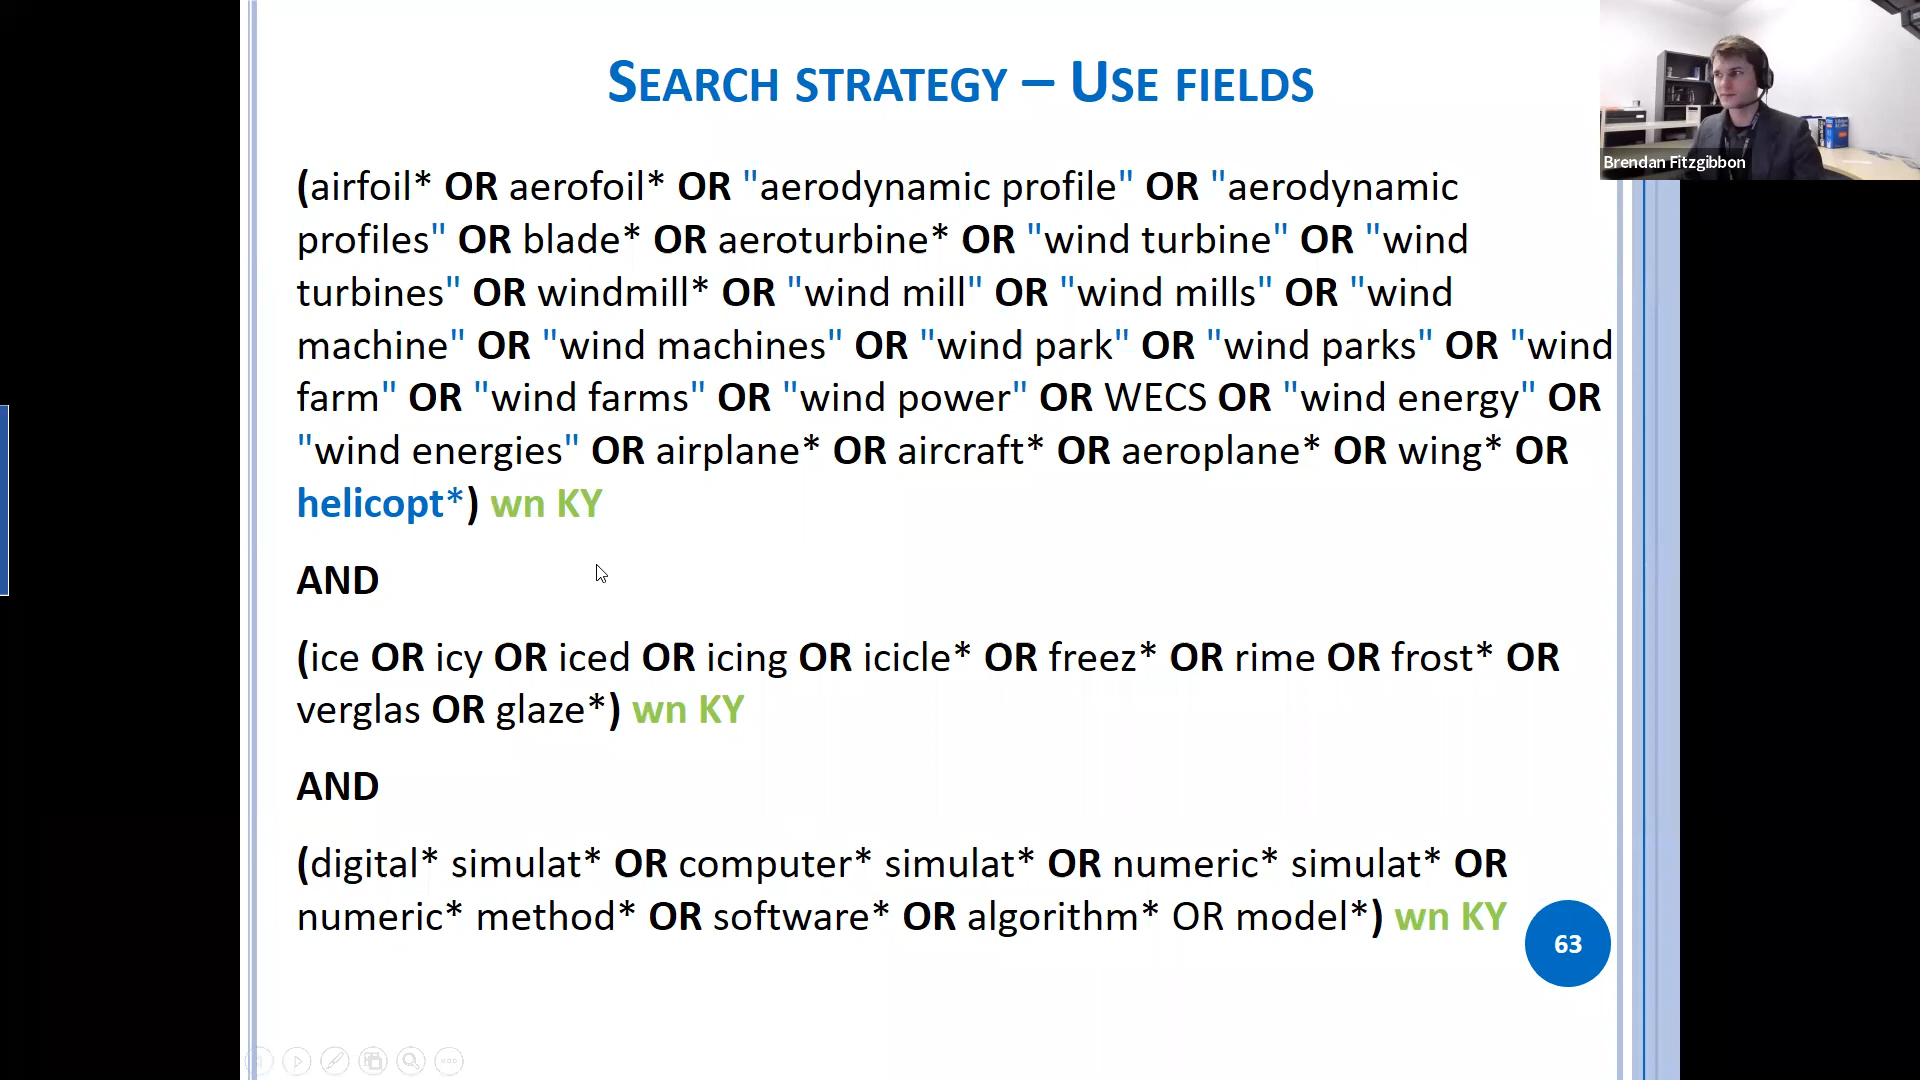 SEARCH STRATEGY – USE FIELDS
Brendan Fitzgibbon
(airfoil* OR aerofoil* OR "aerodynamic profile" OR "aerodynamic
profiles" OR blade* OR aeroturbine* OR "wind turbine" OR "wind
turbines" OR windmill* OR "wind mill" OR "wind mills" OR "wind
machine" OR "wind machines" OR "wind park" OR "wind parks" OR "wind
farm" OR "wind farms" OR "wind power" OR WECS OR "wind energy" OR
"wind energies" OR airplane* OR aircraft* OR aeroplane* OR wing* OR
helicopt*) wn KY
AND
(ice OR icy OR iced OR icing OR icicle* OR freez* OR rime OR frost* OR
verglas OR glaze*) wn KY
AND
(digital* simulat* OR computer* simulat* OR numeric* simulat* OR
numeric* method* OR software* OR algorithm* OR model*) wn KY
63